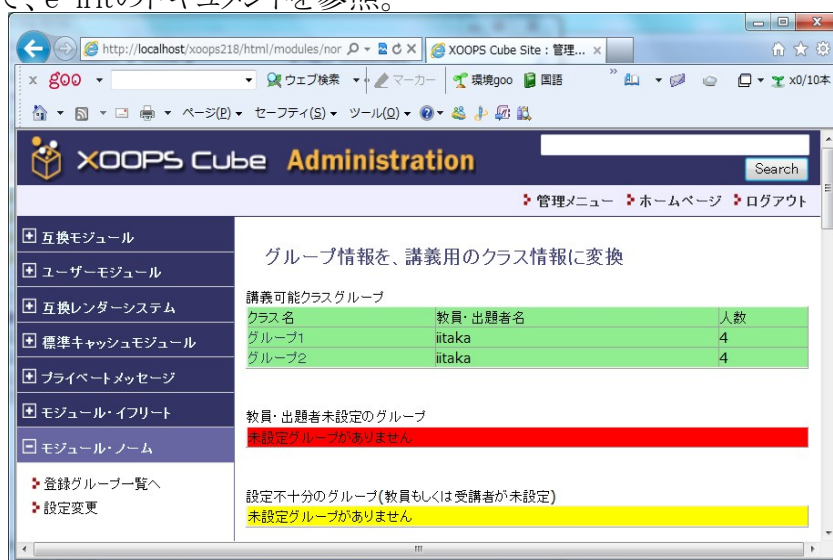 http://localhost/xoops218/html/modules/nor
XOOPS Cube Site : 管理...
goo
ウェブ検索
マーカー
環境goo
国語
x0/10本
ページ(P)
セーフティ(S)
ツール(O)
XOOPS Cube Administration
Search
管理メニュー
ホームページ
ログアウト
互換モジュール
ユーザーモジュール
互換レンダーシステム
標準キャッシュモジュール
プライベートメッセージ
モジュール・イフリート
モジュール・ノーム
登録グループ一覧へ
設定変更
グループ情報を、講義用のクラス情報に変換
講義可能クラスグループ
クラス名 教員・出題者名 人数
グループ1 iitaka 4
グループ2 iitaka 4
教員・出題者未設定のグループ
未設定グループがありません
設定不十分のグループ(教員もしくは受講者が未設定)
未設定グループがありません